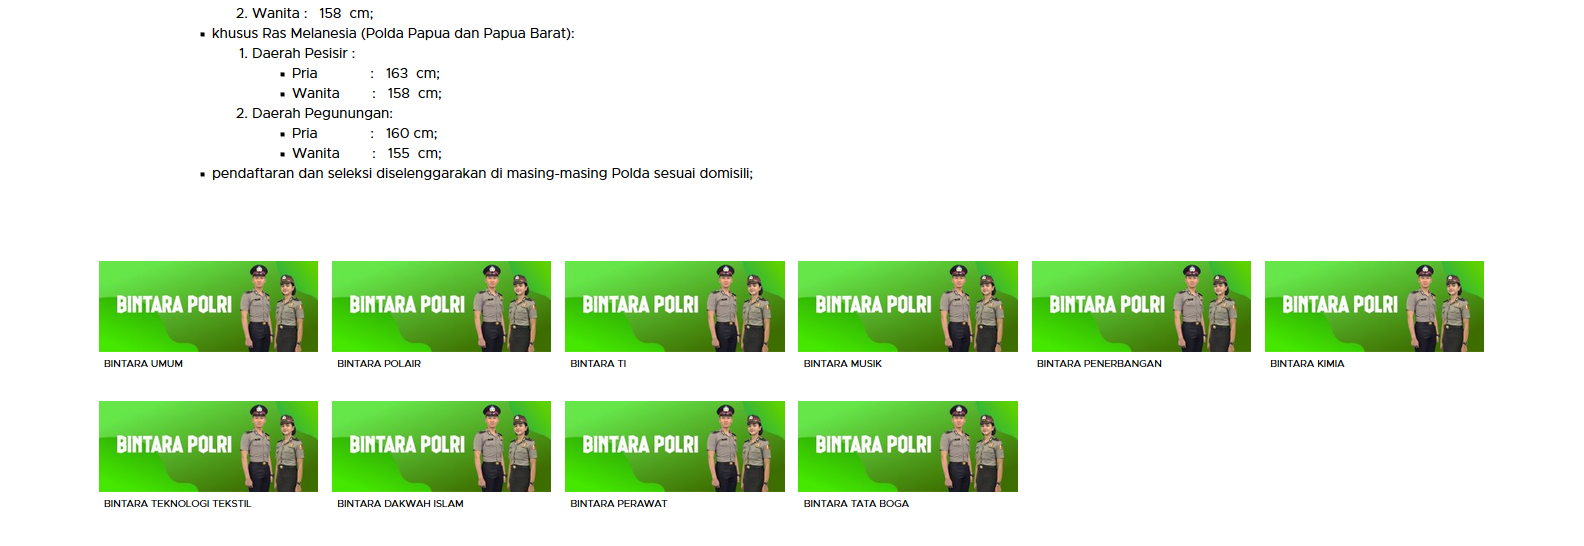 2. Wanita : 158 cm;
▪ khusus Ras Melanesia (Polda Papua dan Papua Barat):
1. Daerah Pesisir :
▪ Pria : 163 cm;
▪ Wanita : 158 cm;
2. Daerah Pegunungan:
▪ Pria : 160 cm;
▪ Wanita : 155 cm;
▪ pendaftaran dan seleksi diselenggarakan di masing-masing Polda sesuai domisili;
BINTARA POLRI BINTARA POLRI BINTARA POLRI BINTARA POLRI BINTARA POLRI BINTARA POLRI
BINTARA UMUM BINTARA POLAIR BINTARA TI BINTARA MUSIK BINTARA PENERBANGAN BINTARA KIMIA
BINTARA POLRI BINTARA POLRI BINTARA POLRI BINTARA POLRI
BINTARA TEKNOLOGI TEKSTIL BINTARA DAKWAH ISLAM BINTARA PERAWAT BINTARA TATA BOGA